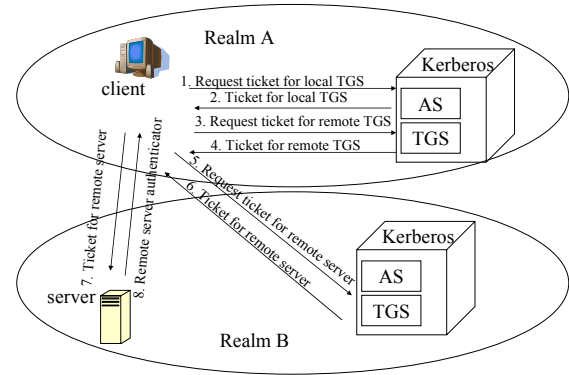 Realm A
Kerberos
client
1. Request ticket for local TGS
2. Ticket for local TGS
AS
3. Request ticket for remote TGS
TGS
4. Ticket for remote TGS
5. Request ticket for remote server
6. Ticket for remote server
7. Ticket for remote server
8. Remote server authenticator
Kerberos
AS
TGS
server
Realm B